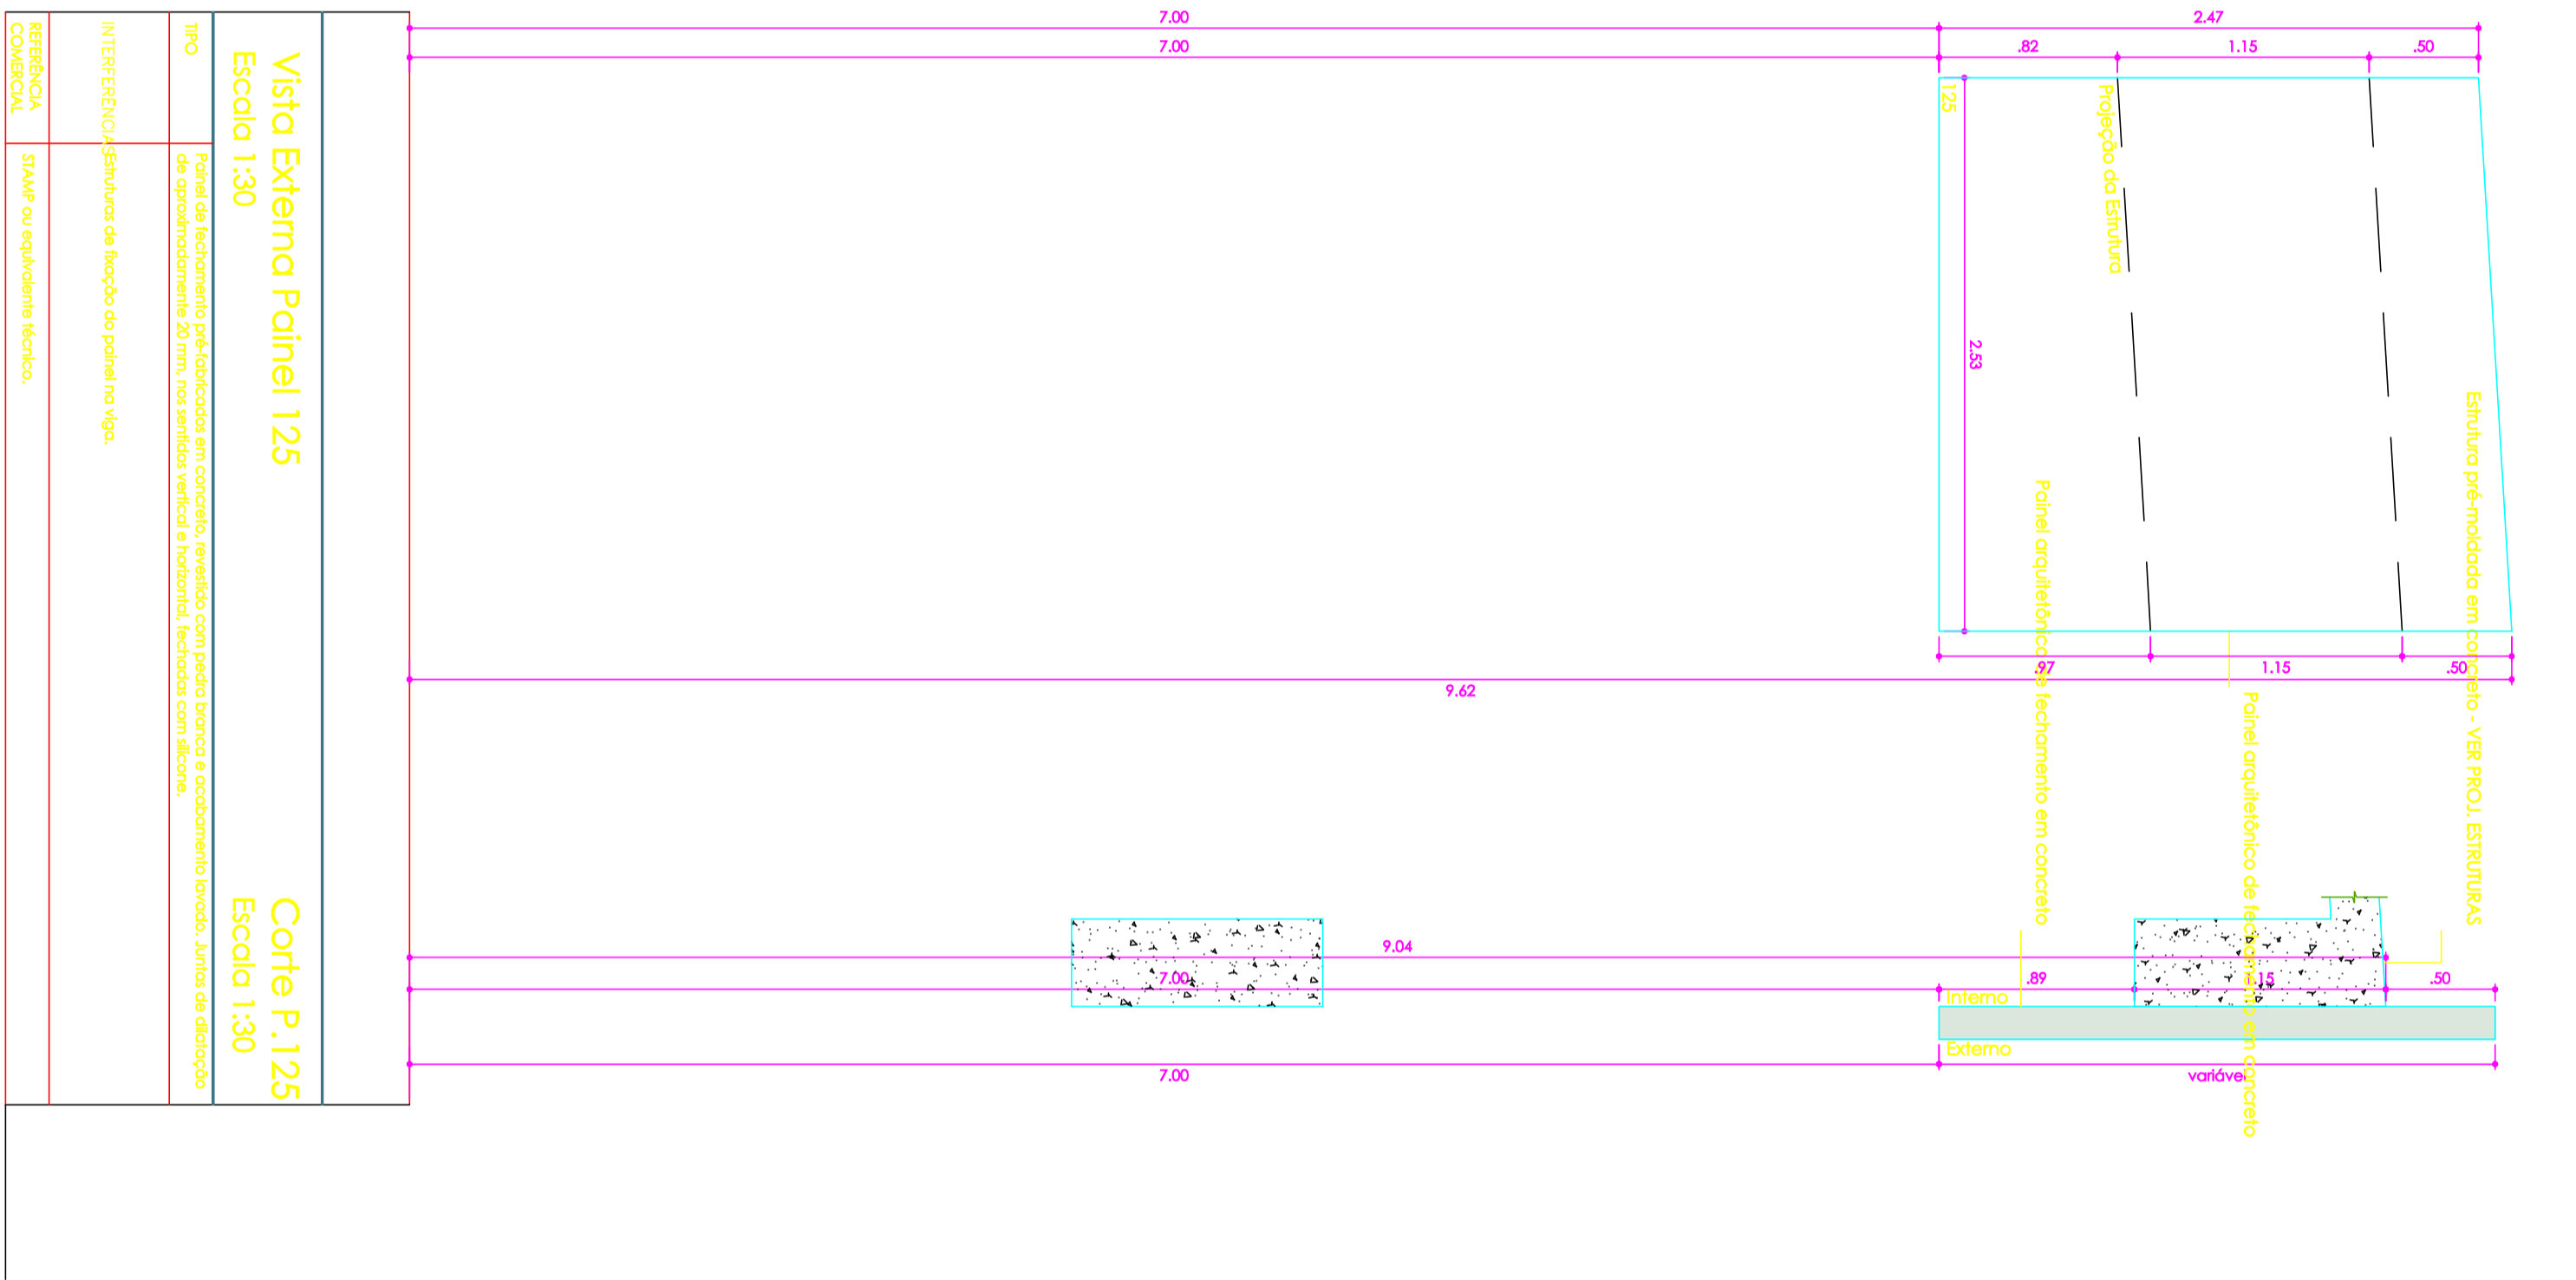 Vista Externa Painel 125
Escala 1:30
Corte P.125
Escala 1:30
TIPO
Painel de fechamento pré-fabricados em concreto, revestido com pedra branca e acabamento lavado. Juntas de dilatação
de aproximadamente 20 mm, nos sentidos vertical e horizontal, fechadas com silicone.
INTERFERÊNCIAS
Estruturas de fixação do painel na viga.
REFERÊNCIA
COMERCIAL
STAMP ou equivalente técnico.
7.00
2.47
7.00
.82
1.15
.50
125
Projeção da Estrutura
2.53
Estrutura pré-moldada em concreto - VER PROJ. ESTRUTURAS
Painel arquitetônico de fechamento em concreto
.97
1.15
.50
9.62
Painel arquitetônico de fechamento em concreto
9.04
7.00
.89
1.15
.50
Interno
Externo
7.00
variável